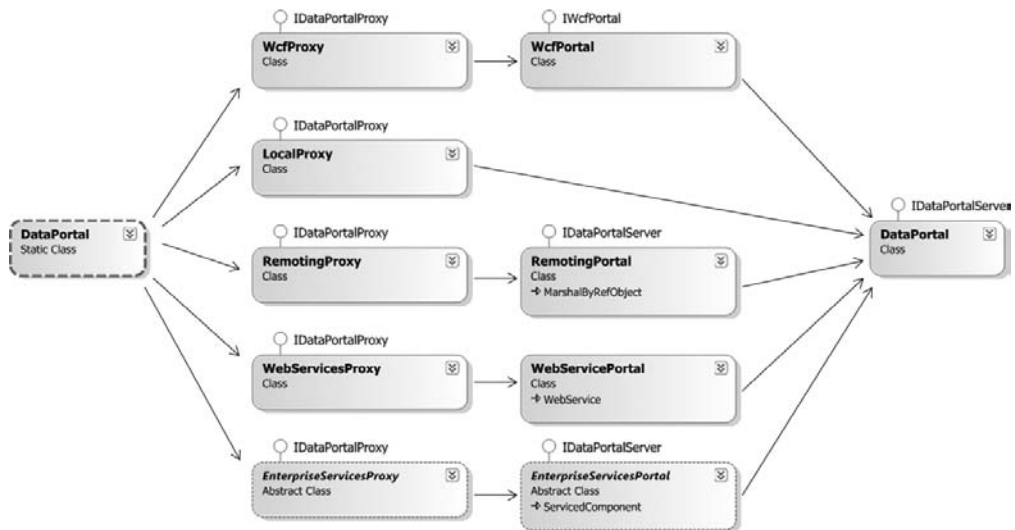 IDataPortalProxy
WcfProxy
Class
IWcfPortal
WcfPortal
Class
IDataPortalProxy
LocalProxy
Class
DataPortal
Static Class
IDataPortalProxy
RemotingProxy
Class
IDataPortalServer
RemotingPortal
Class
MarshalByRefObject
IDataPortalServer
DataPortal
Class
IDataPortalProxy
WebServicesProxy
Class
WebServicePortal
Class
WebService
IDataPortalProxy
EnterpriseServicesProxy
Abstract Class
IDataPortalServer
EnterpriseServicesPortal
Abstract Class
ServicedComponent